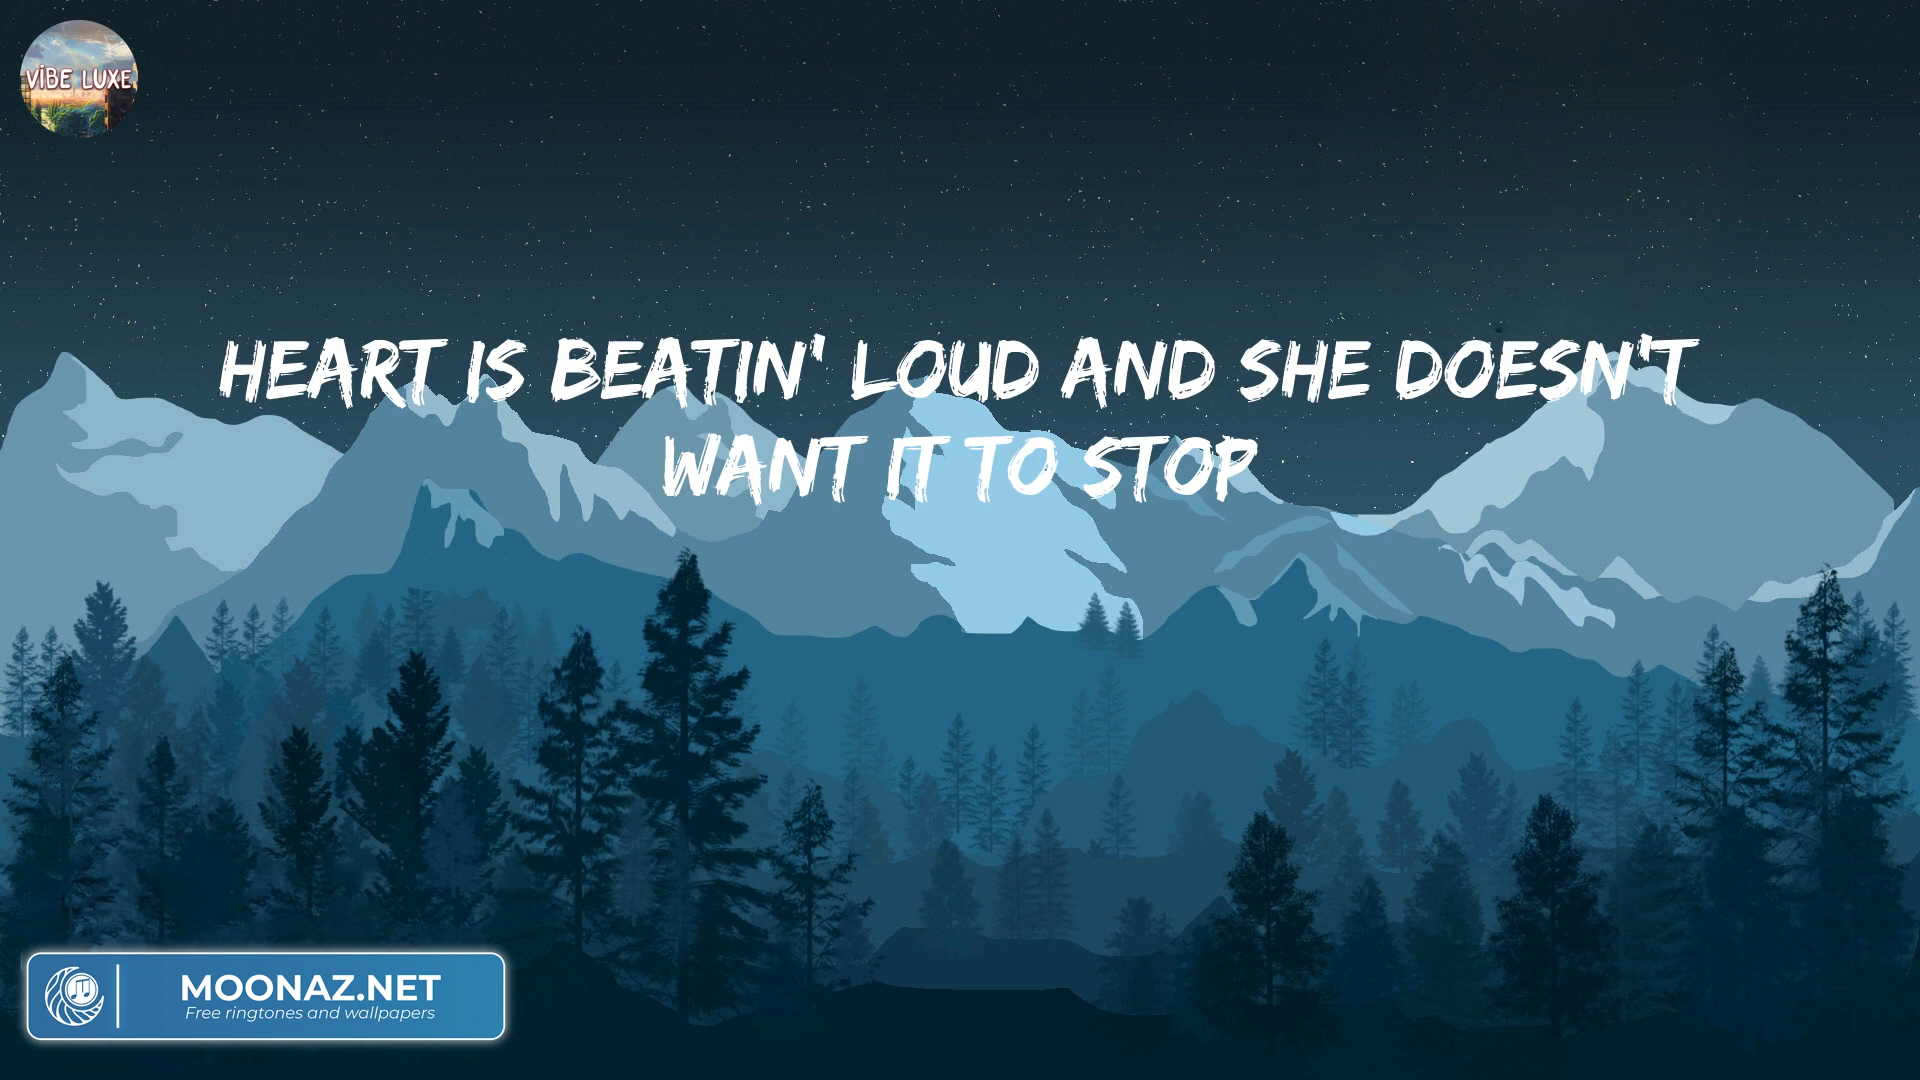 VIBE LUXE
HEART IS BEATIN' LOUD AND SHE DOESN'T
WANT IT TO STOP
MOONAZ.NET
Free ringtones and wallpapers